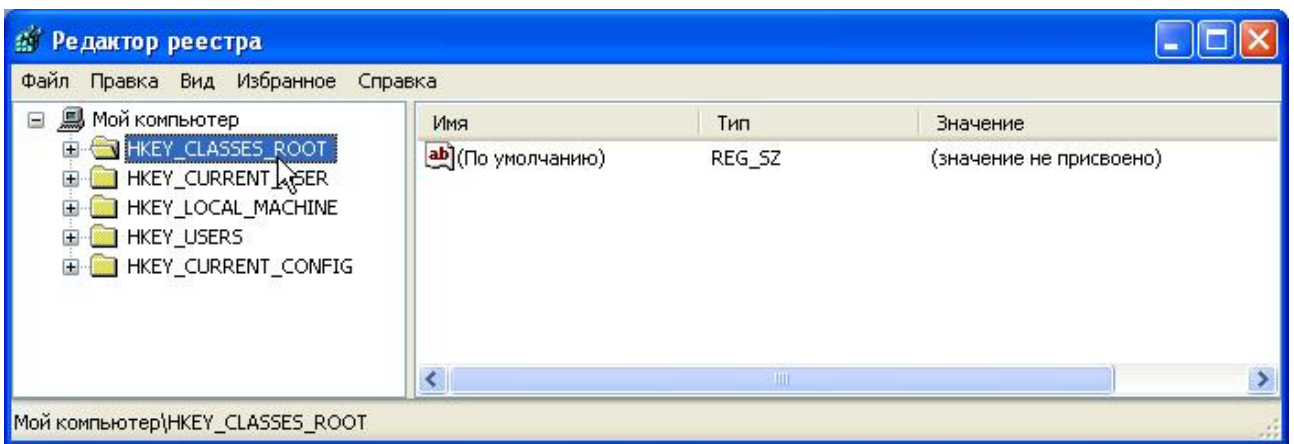 Редактор реестра
Файл Правка Вид Избранное Справка
Мой компьютер
HKEY_CLASSES_ROOT
HKEY_CURRENT_USER
HKEY_LOCAL_MACHINE
HKEY_USERS
HKEY_CURRENT_CONFIG
Имя Тип Значение
ab (По умолчанию) REG_SZ (значение не присвоено)
Мой компьютер\HKEY_CLASSES_ROOT